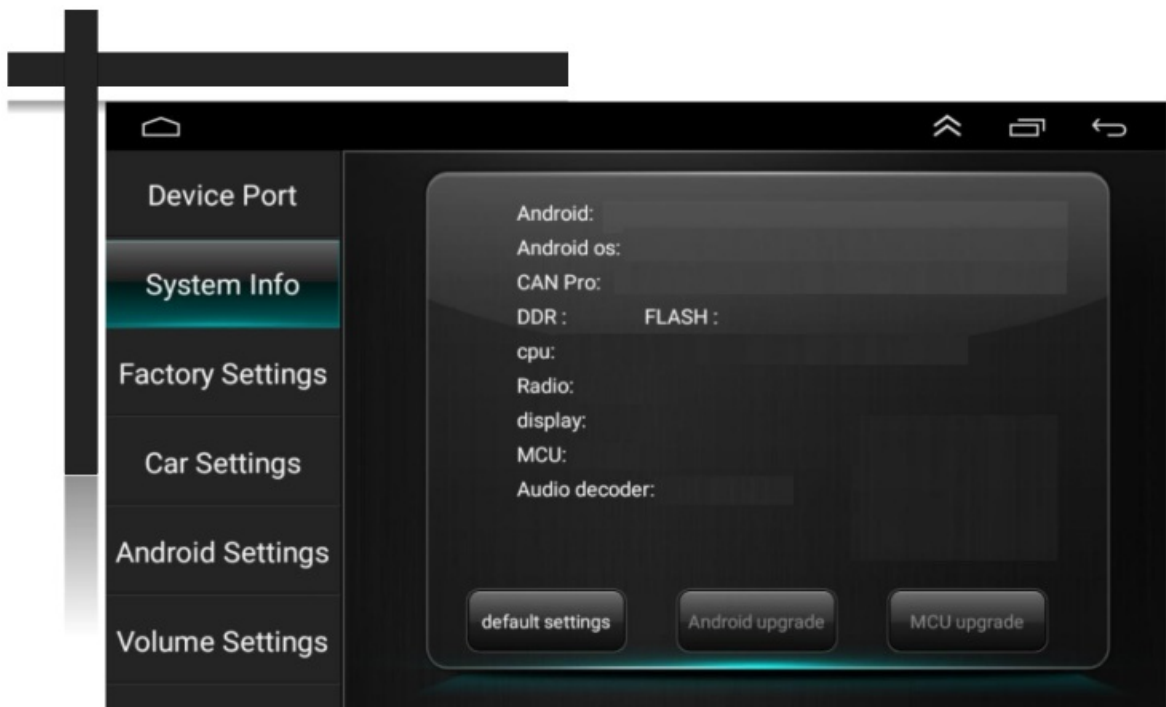 Device Port
System Info
Factory Settings
Car Settings
Android Settings
Volume Settings
Android:
Android os:
CAN Pro:
DDR : FLASH :
cpu:
Radio:
display:
MCU:
Audio decoder:
default settings Android upgrade MCU upgrade